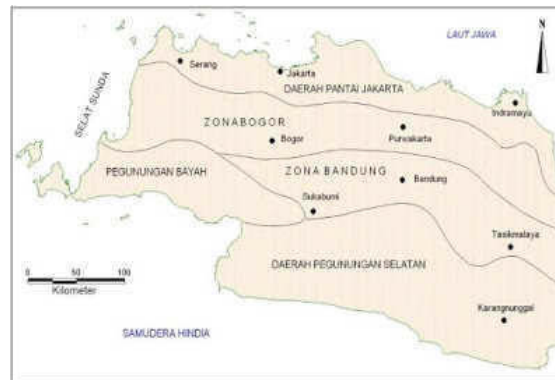 LAUT JAWA
N
Serang
Jakarta
DAERAH PANTAI JAKARTA
SELAT SUNDA
Indramaya
ZONABOGOR
Bogor
Purwakarta
PEGUNUNGAN BAYAH
ZONA BANDUNG
Bandung
Sukabumi
Tasikmalaya
DAERAH PEGUNUNGAN SELATAN
0 50 100
Kilometer
Karangnunggal
SAMUDERA HINDIA